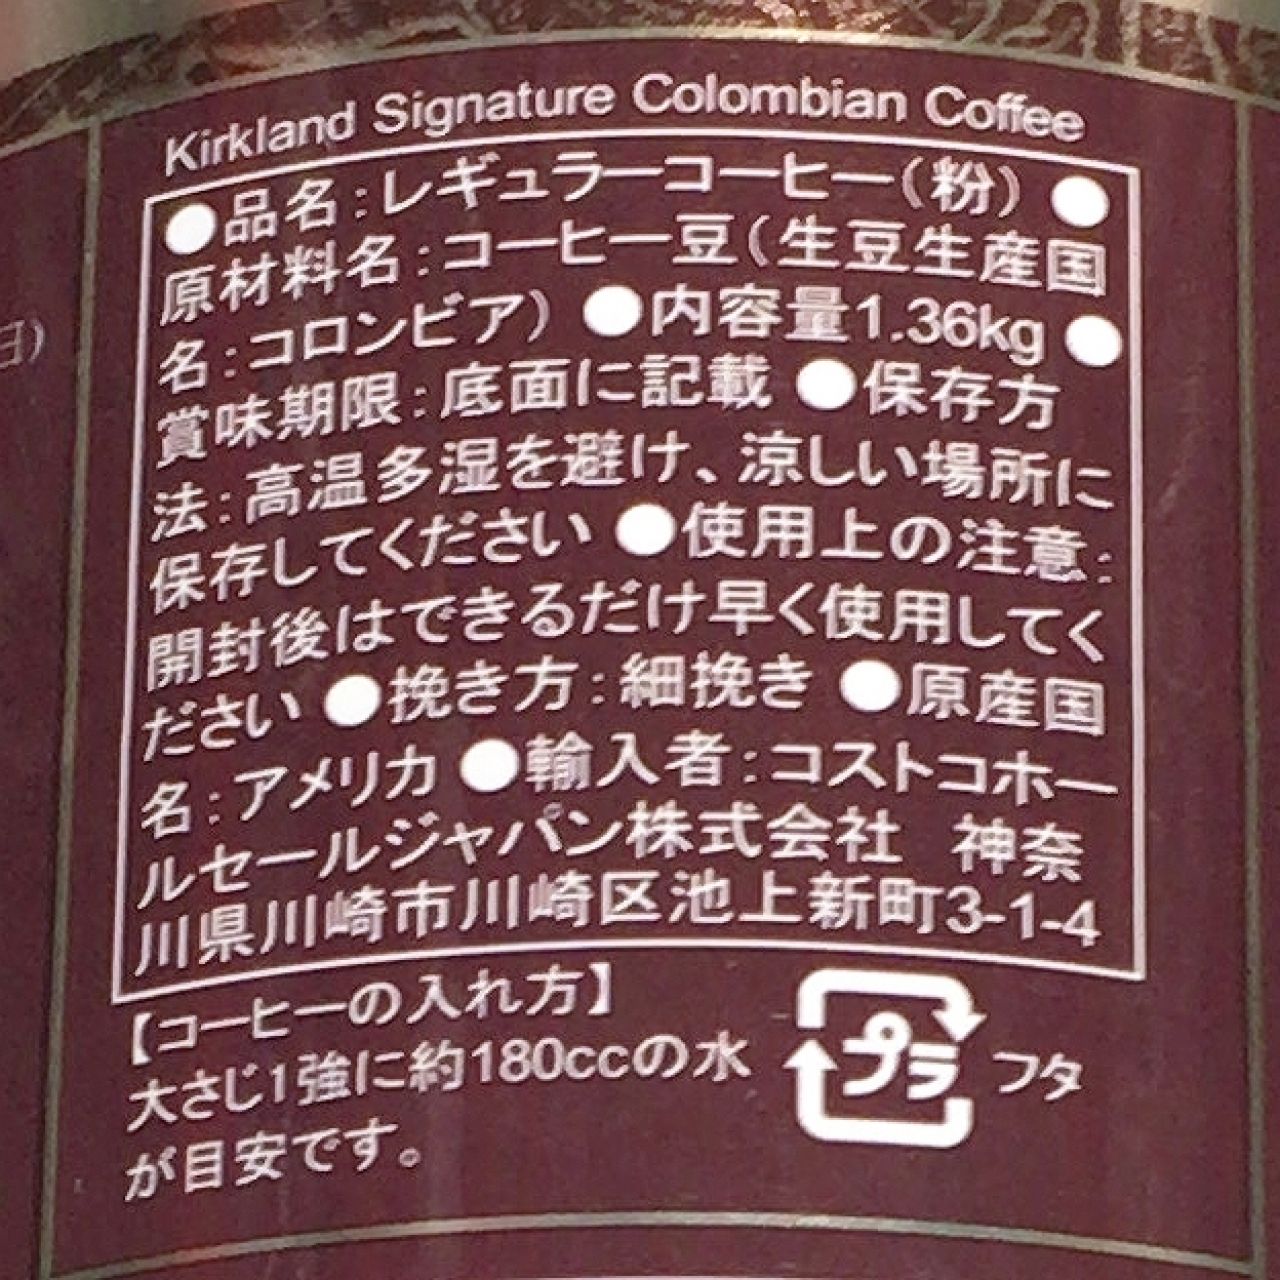 Kirkland Signature Colombian Coffee
●品名：レギュラーコーヒー（粉）●
原材料名：コーヒー豆（生豆生産国
名：コロンビア）●内容量1.36kg●
賞味期限：底面に記載●保存方
法：高温多湿を避け、涼しい場所に
保存してください●使用上の注意：
開封後はできるだけ早く使用してく
ださい●挽き方：細挽き●原産国
名：アメリカ●輸入者：コストコホー
ルセールジャパン株式会社　神奈
川県川崎市川崎区池上新町3-1-4
【コーヒーの入れ方】
大さじ1強に約180ccの水
が目安です。
プラ フタ
日）